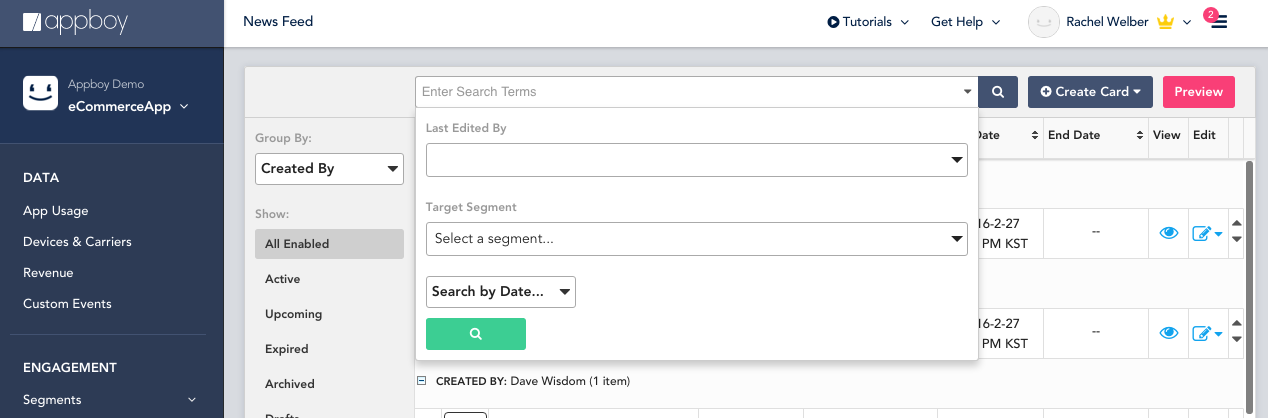 appboy
News Feed
Tutorials
Get Help
Rachel Welber
2
Appboy Demo
eCommerceApp
DATA
App Usage
Devices & Carriers
Revenue
Custom Events
ENGAGEMENT
Segments
Group By:
Created By
Show:
All Enabled
Active
Upcoming
Expired
Archived
Enter Search Terms
Create Card
Preview
Last Edited By
Target Segment
Select a segment...
Search by Date...
Date
End Date
View
Edit
16-2-27
--
PM KST
16-2-27
--
PM KST
CREATED BY: Dave Wisdom (1 item)